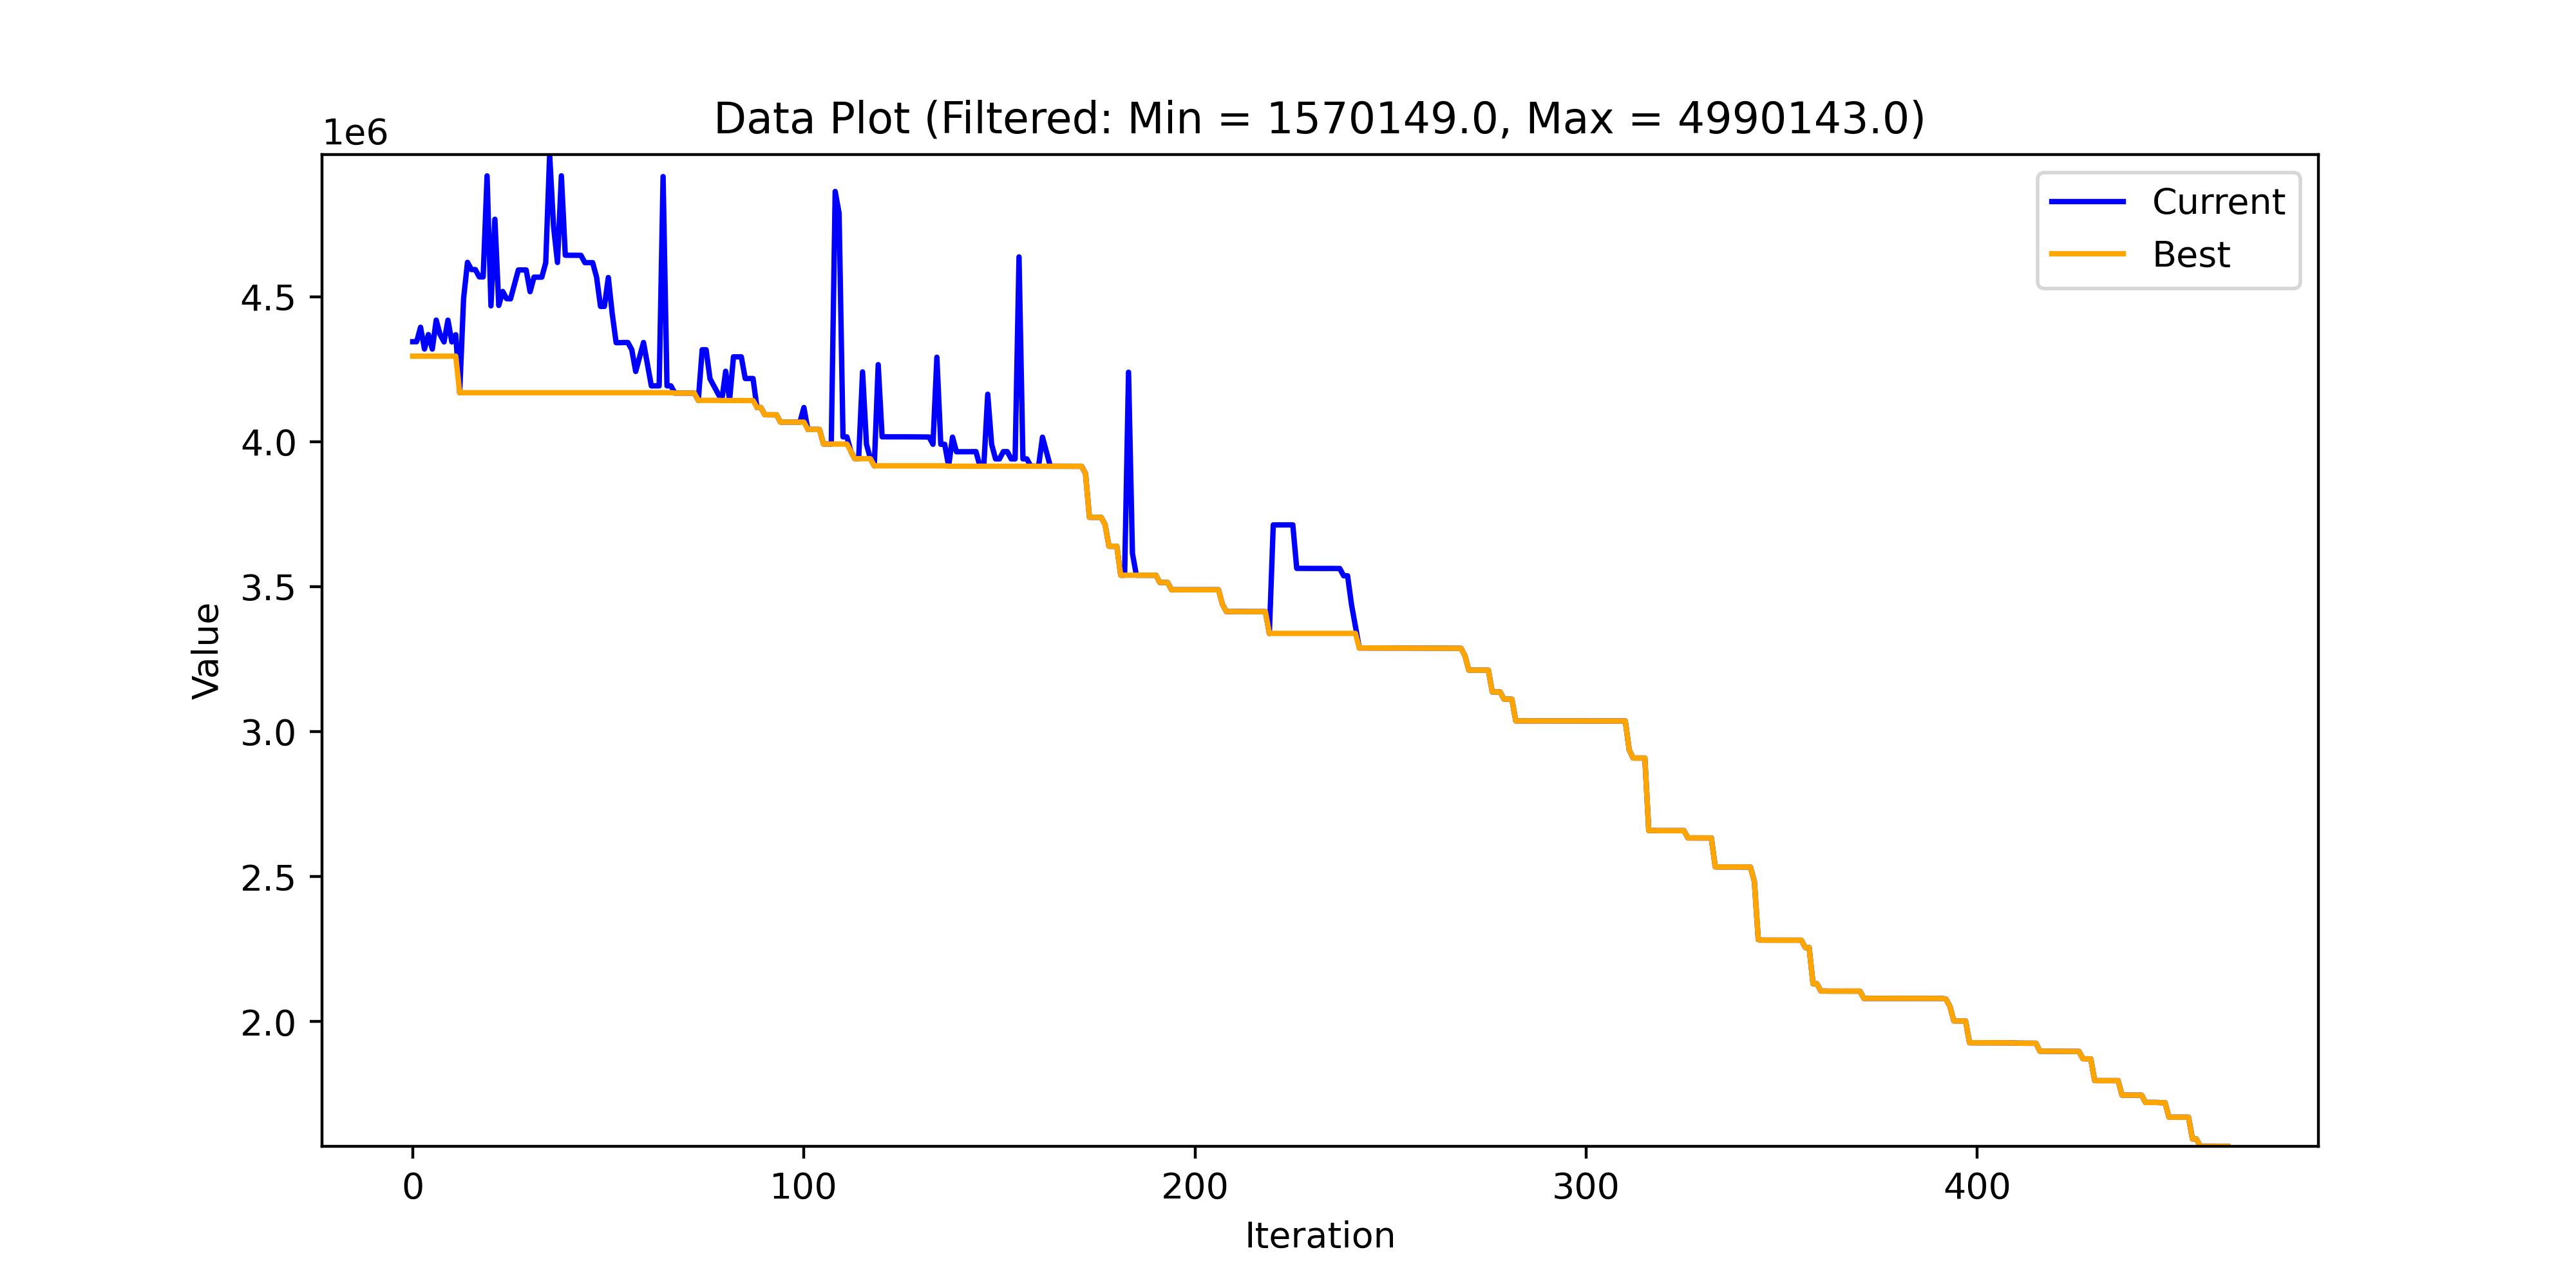 Data Plot (Filtered: Min = 1570149.0, Max = 4990143.0)
1e6
Current
Best
4.5
4.0
3.5
3.0
2.5
2.0
Value
0 100 200 300 400
Iteration